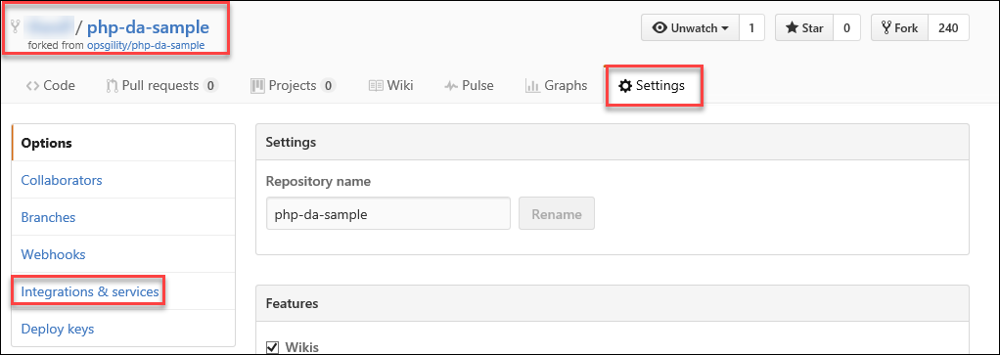 / php-da-sample
forked from opsgility/php-da-sample
Unwatch 1 Star 0 Fork 240
Code Pull requests 0 Projects 0 Wiki Pulse Graphs Settings
Options
Collaborators
Branches
Webhooks
Integrations & services
Deploy keys
Settings
Repository name
php-da-sample Rename
Features
Wikis